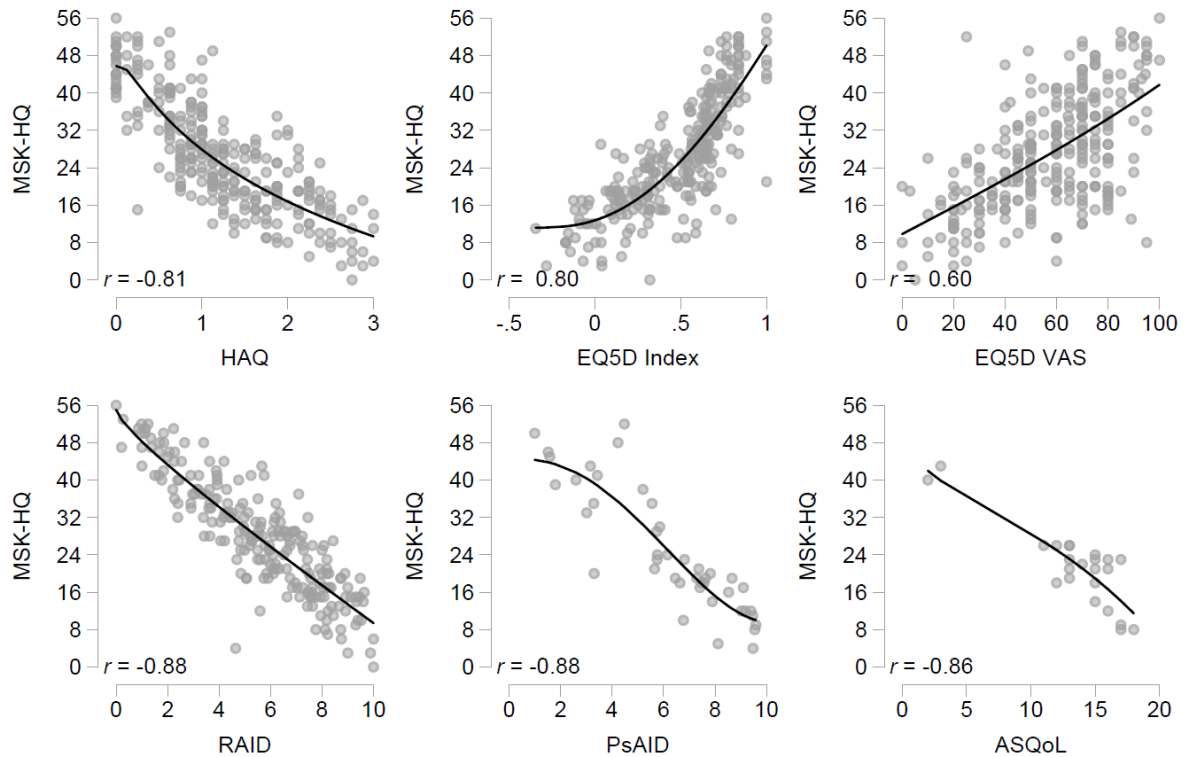 56
48
40
32
24
16
8
0
MSK-HQ
r = -0.81
0 1 2 3
HAQ
56
48
40
32
24
16
8
0
MSK-HQ
r = 0.80
-.5 0 .5 1
EQ5D Index
56
48
40
32
24
16
8
0
MSK-HQ
r = 0.60
0 20 40 60 80 100
EQ5D VAS
56
48
40
32
24
16
8
0
MSK-HQ
r = -0.88
0 2 4 6 8 10
RAID
56
48
40
32
24
16
8
0
MSK-HQ
r = -0.88
0 2 4 6 8 10
PsAID
56
48
40
32
24
16
8
0
MSK-HQ
r = -0.86
0 5 10 15 20
ASQoL